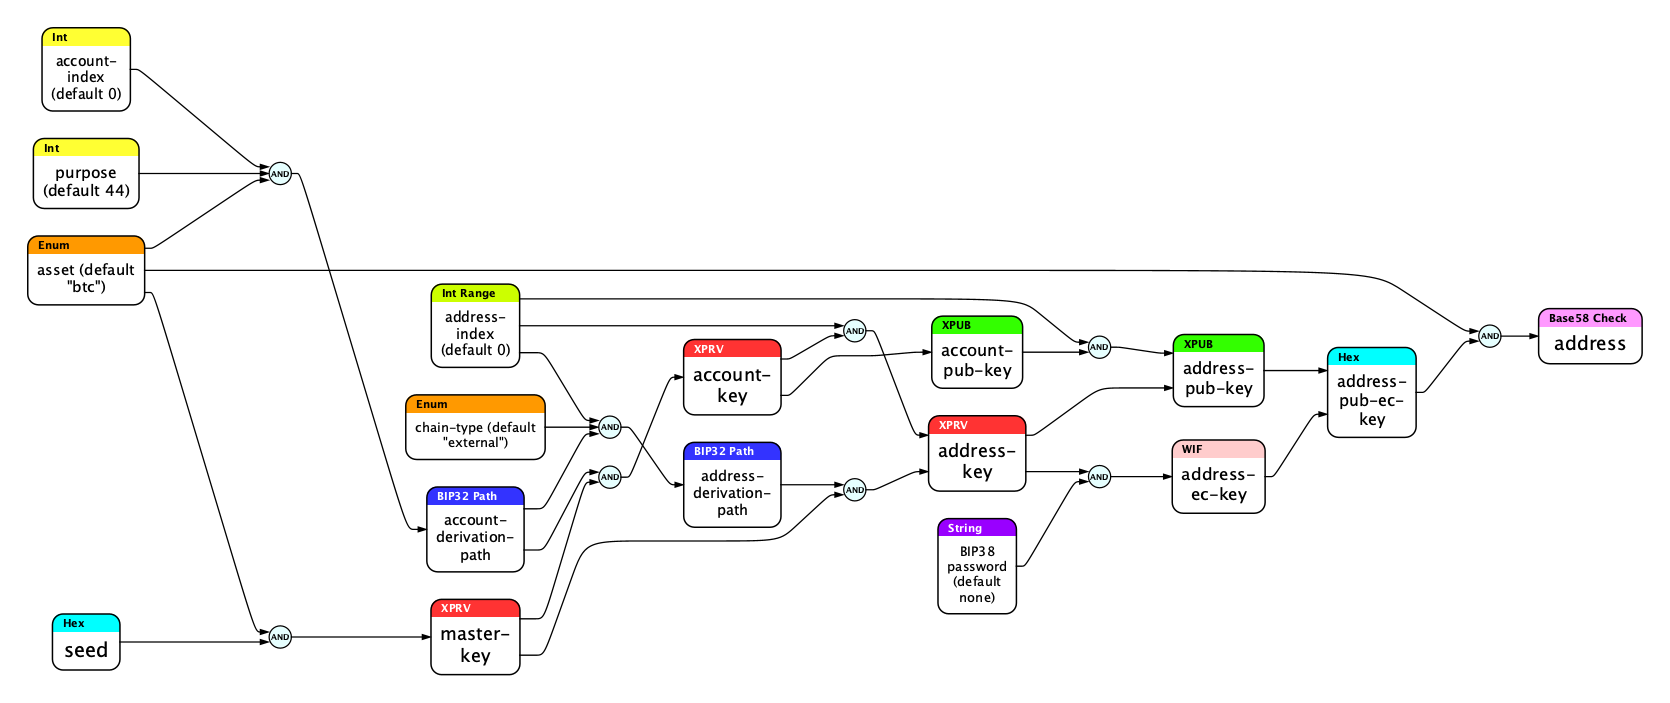 Int
account-
index
(default 0)
Int
purpose
(default 44)
AND
Enum
asset (default
"btc")
Int Range
address-
index
(default 0)
AND
XPUB
account-
pub-key
AND
XPUB
address-
pub-key
AND
Base58 Check
address
XPRV
account-
key
Hex
address-
pub-ec-
key
Enum
chain-type (default
"external")
AND
AND
XPRV
address-
key
AND
WIF
address-
ec-key
BIP32 Path
address-
derivation-
path
AND
BIP32 Path
account-
derivation-
path
String
BIP38
password
(default
none)
Hex
seed
AND
XPRV
master-
key